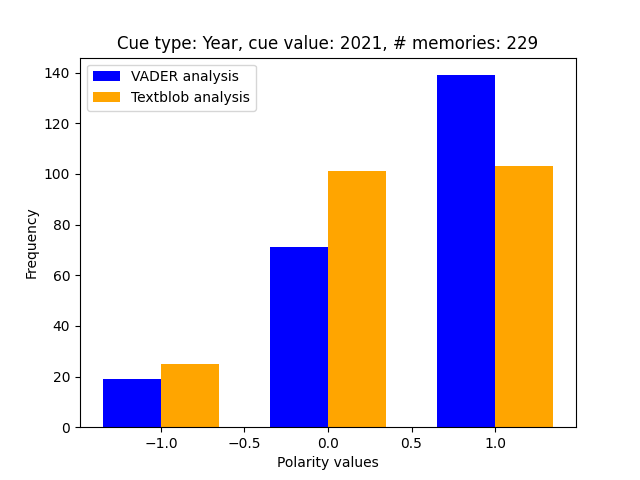 Cue type: Year, cue value: 2021, # memories: 229
VADER analysis
Textblob analysis
140
120
100
80
60
40
20
0
Frequency
−1.0
−0.5
0.0
0.5
1.0
Polarity values